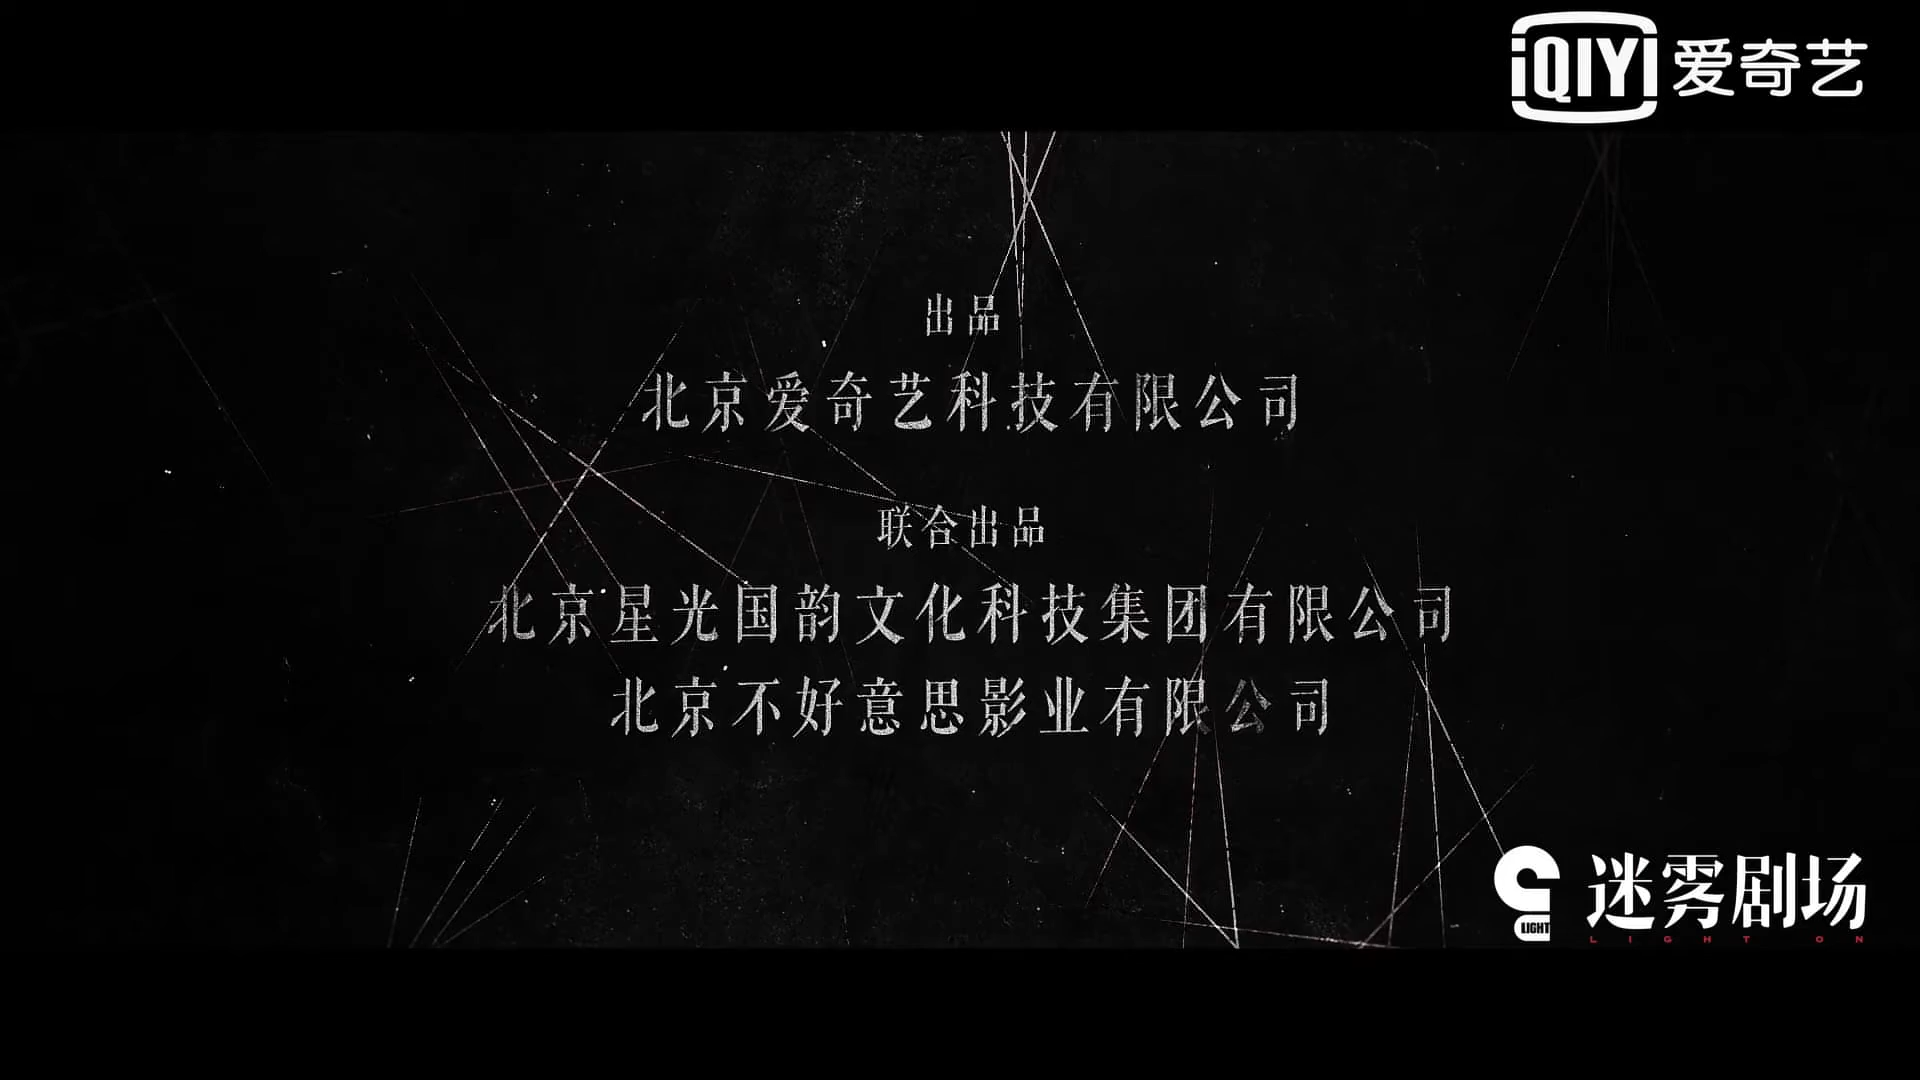 iQIYI 爱奇艺
出品
北京爱奇艺科技有限公司
联合出品
北京星光国韵文化科技集团有限公司
北京不好意思影业有限公司
迷雾剧场
LIGHT
LIGHT ON